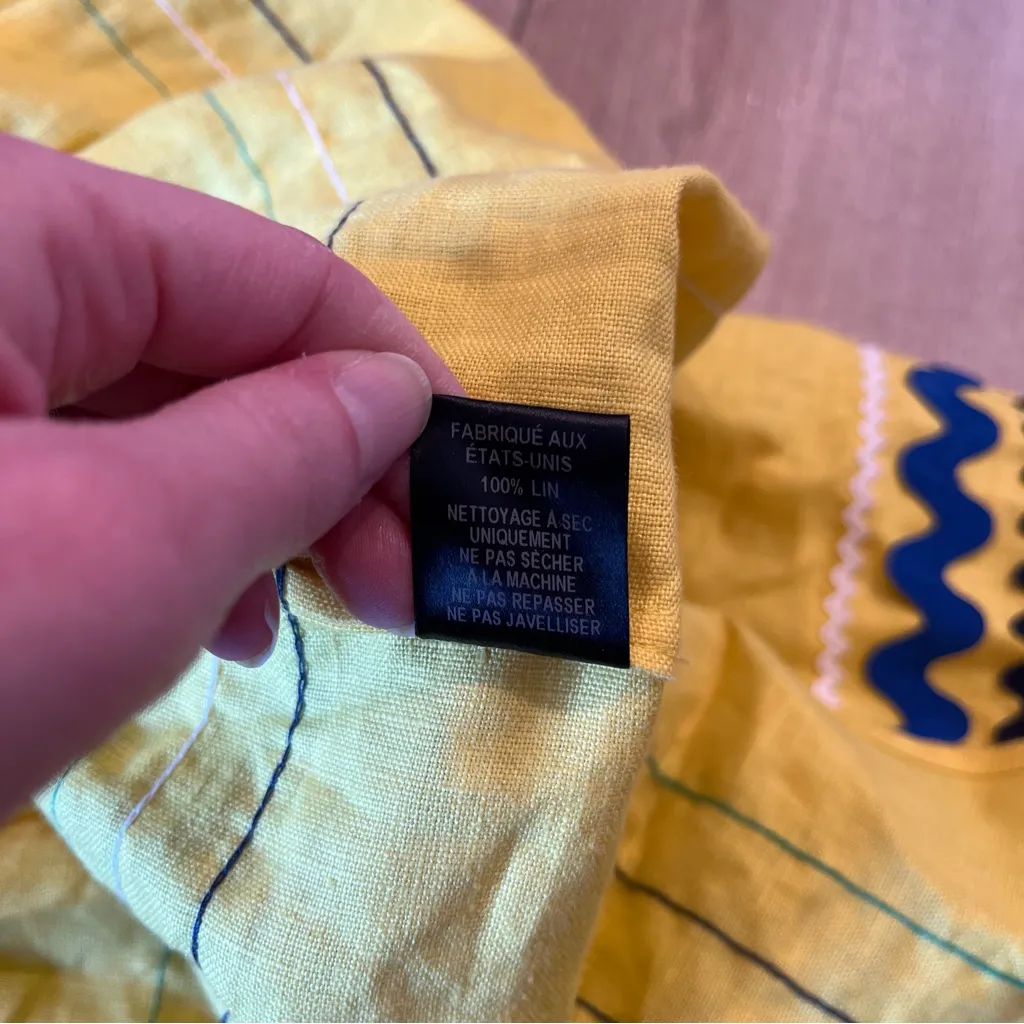 FABRIQUÉ AUX
ÉTATS-UNIS
100% LIN
NETTOYAGE À SEC
UNIQUEMENT
NE PAS SÈCHER
À LA MACHINE
NE PAS REPASSER
NE PAS JAVELLISER